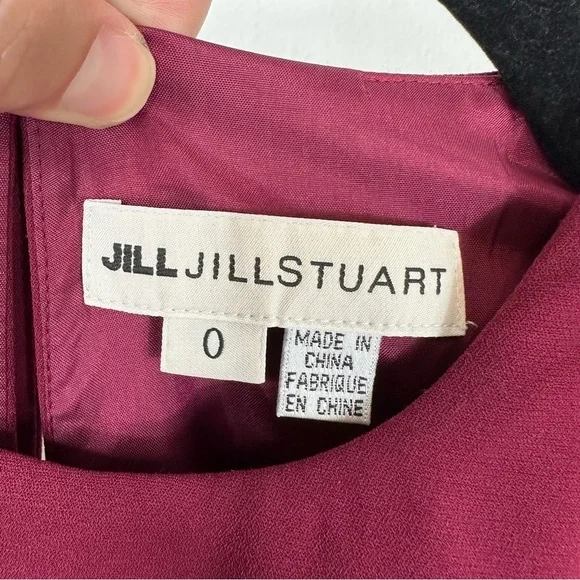 JILL JILLSTUART
0
MADE IN
CHINA
FABRIQUE
EN CHINE